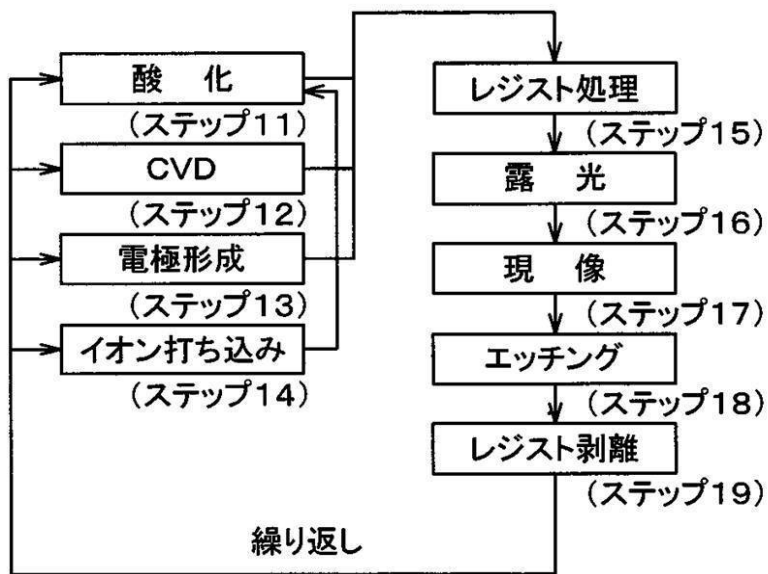 酸 化
(ステップ11)
CVD
(ステップ12)
電極形成
(ステップ13)
イオン打ち込み
(ステップ14)
レジスト処理
(ステップ15)
露 光
(ステップ16)
現 像
(ステップ17)
エッチング
(ステップ18)
レジスト剥離
(ステップ19)
繰り返し